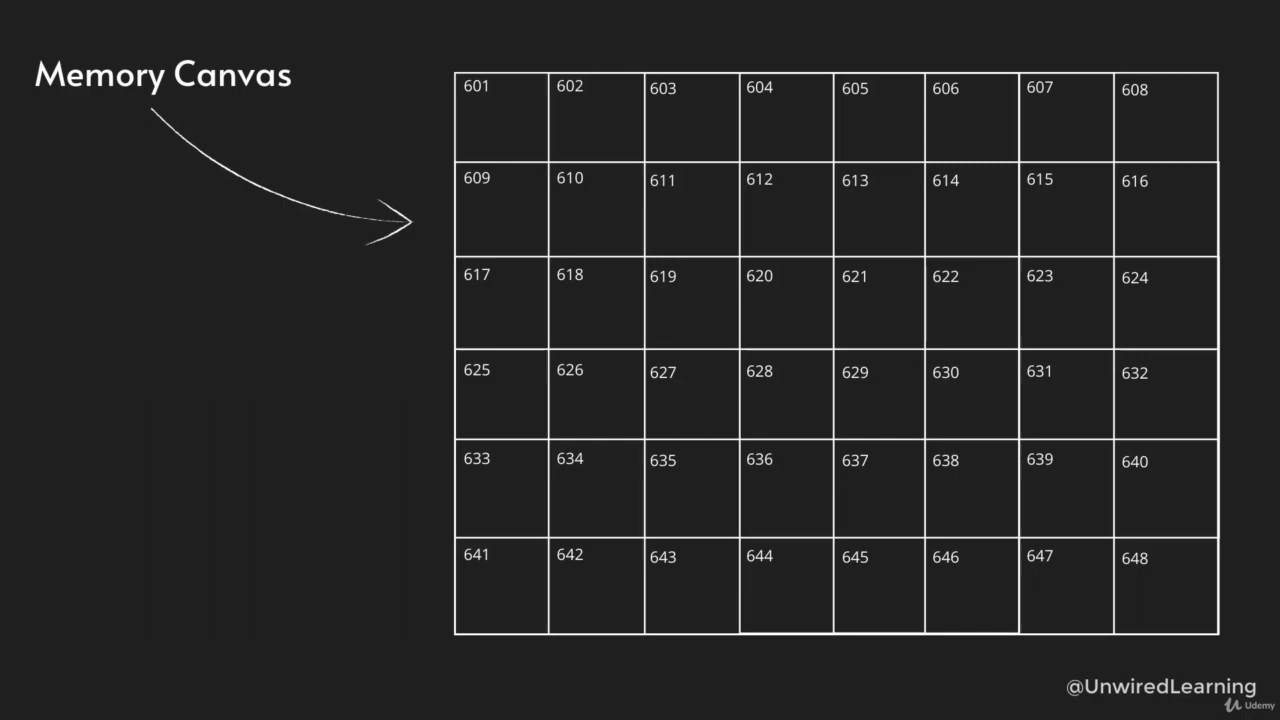 Memory Canvas
601 602 603 604 605 606 607 608
609 610 611 612 613 614 615 616
617 618 619 620 621 622 623 624
625 626 627 628 629 630 631 632
633 634 635 636 637 638 639 640
641 642 643 644 645 646 647 648
@UnwiredLearning
Udemy